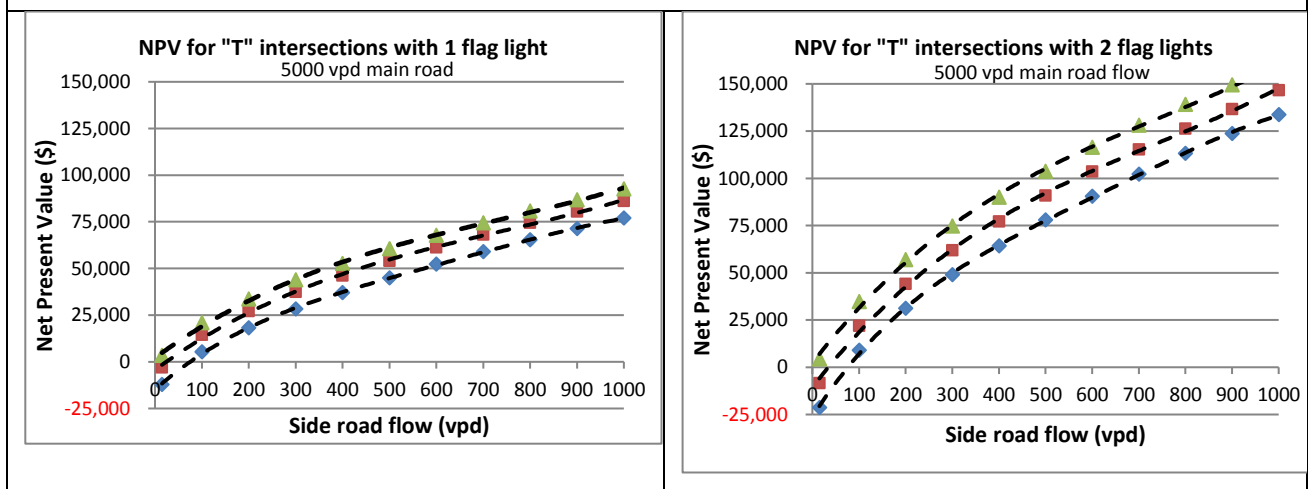 NPV for "T" intersections with 1 flag light
5000 vpd main road
150,000
125,000
100,000
75,000
50,000
25,000
0
-25,000
0 100 200 300 400 500 600 700 800 900 1000
Net Present Value ($)
Side road flow (vpd)
NPV for "T" intersections with 2 flag lights
5000 vpd main road flow
150,000
125,000
100,000
75,000
50,000
25,000
0
-25,000
0 100 200 300 400 500 600 700 800 900 1000
Net Present Value ($)
Side road flow (vpd)